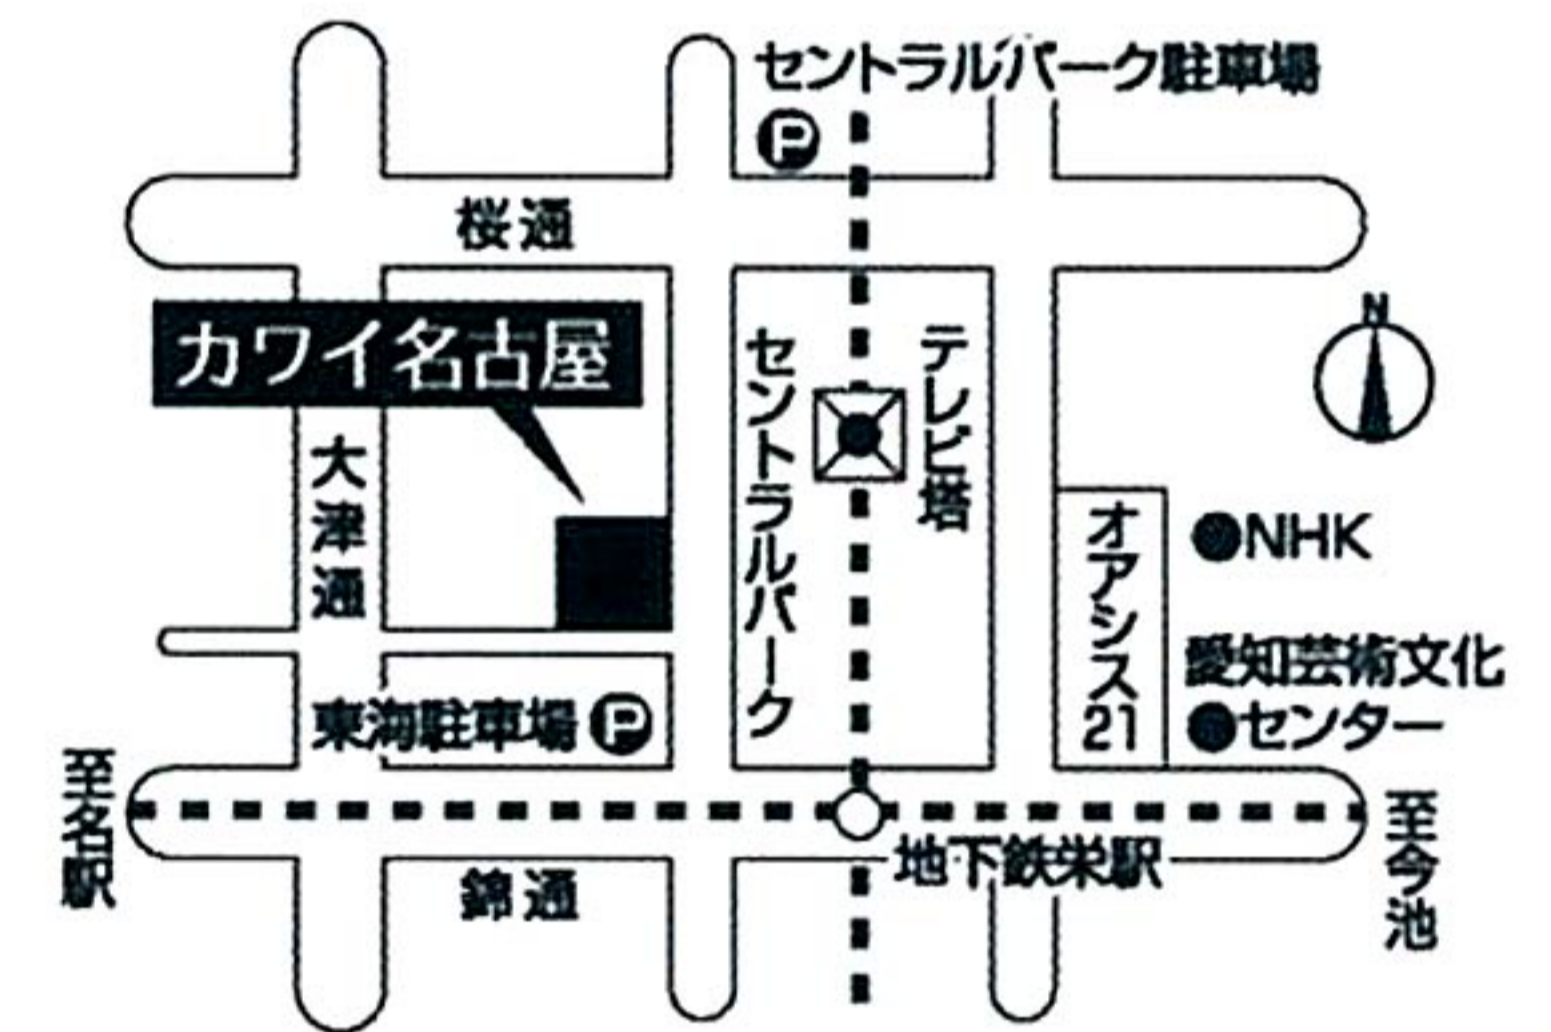 セントラルパーク駐車場
P
桜通
カワイ名古屋
N
大津通
セントラルパーク
テレビ塔
オアシス21
NHK
愛知芸術文化
センター
東海駐車場 P
至名駅
地下鉄栄駅
至今池
錦通